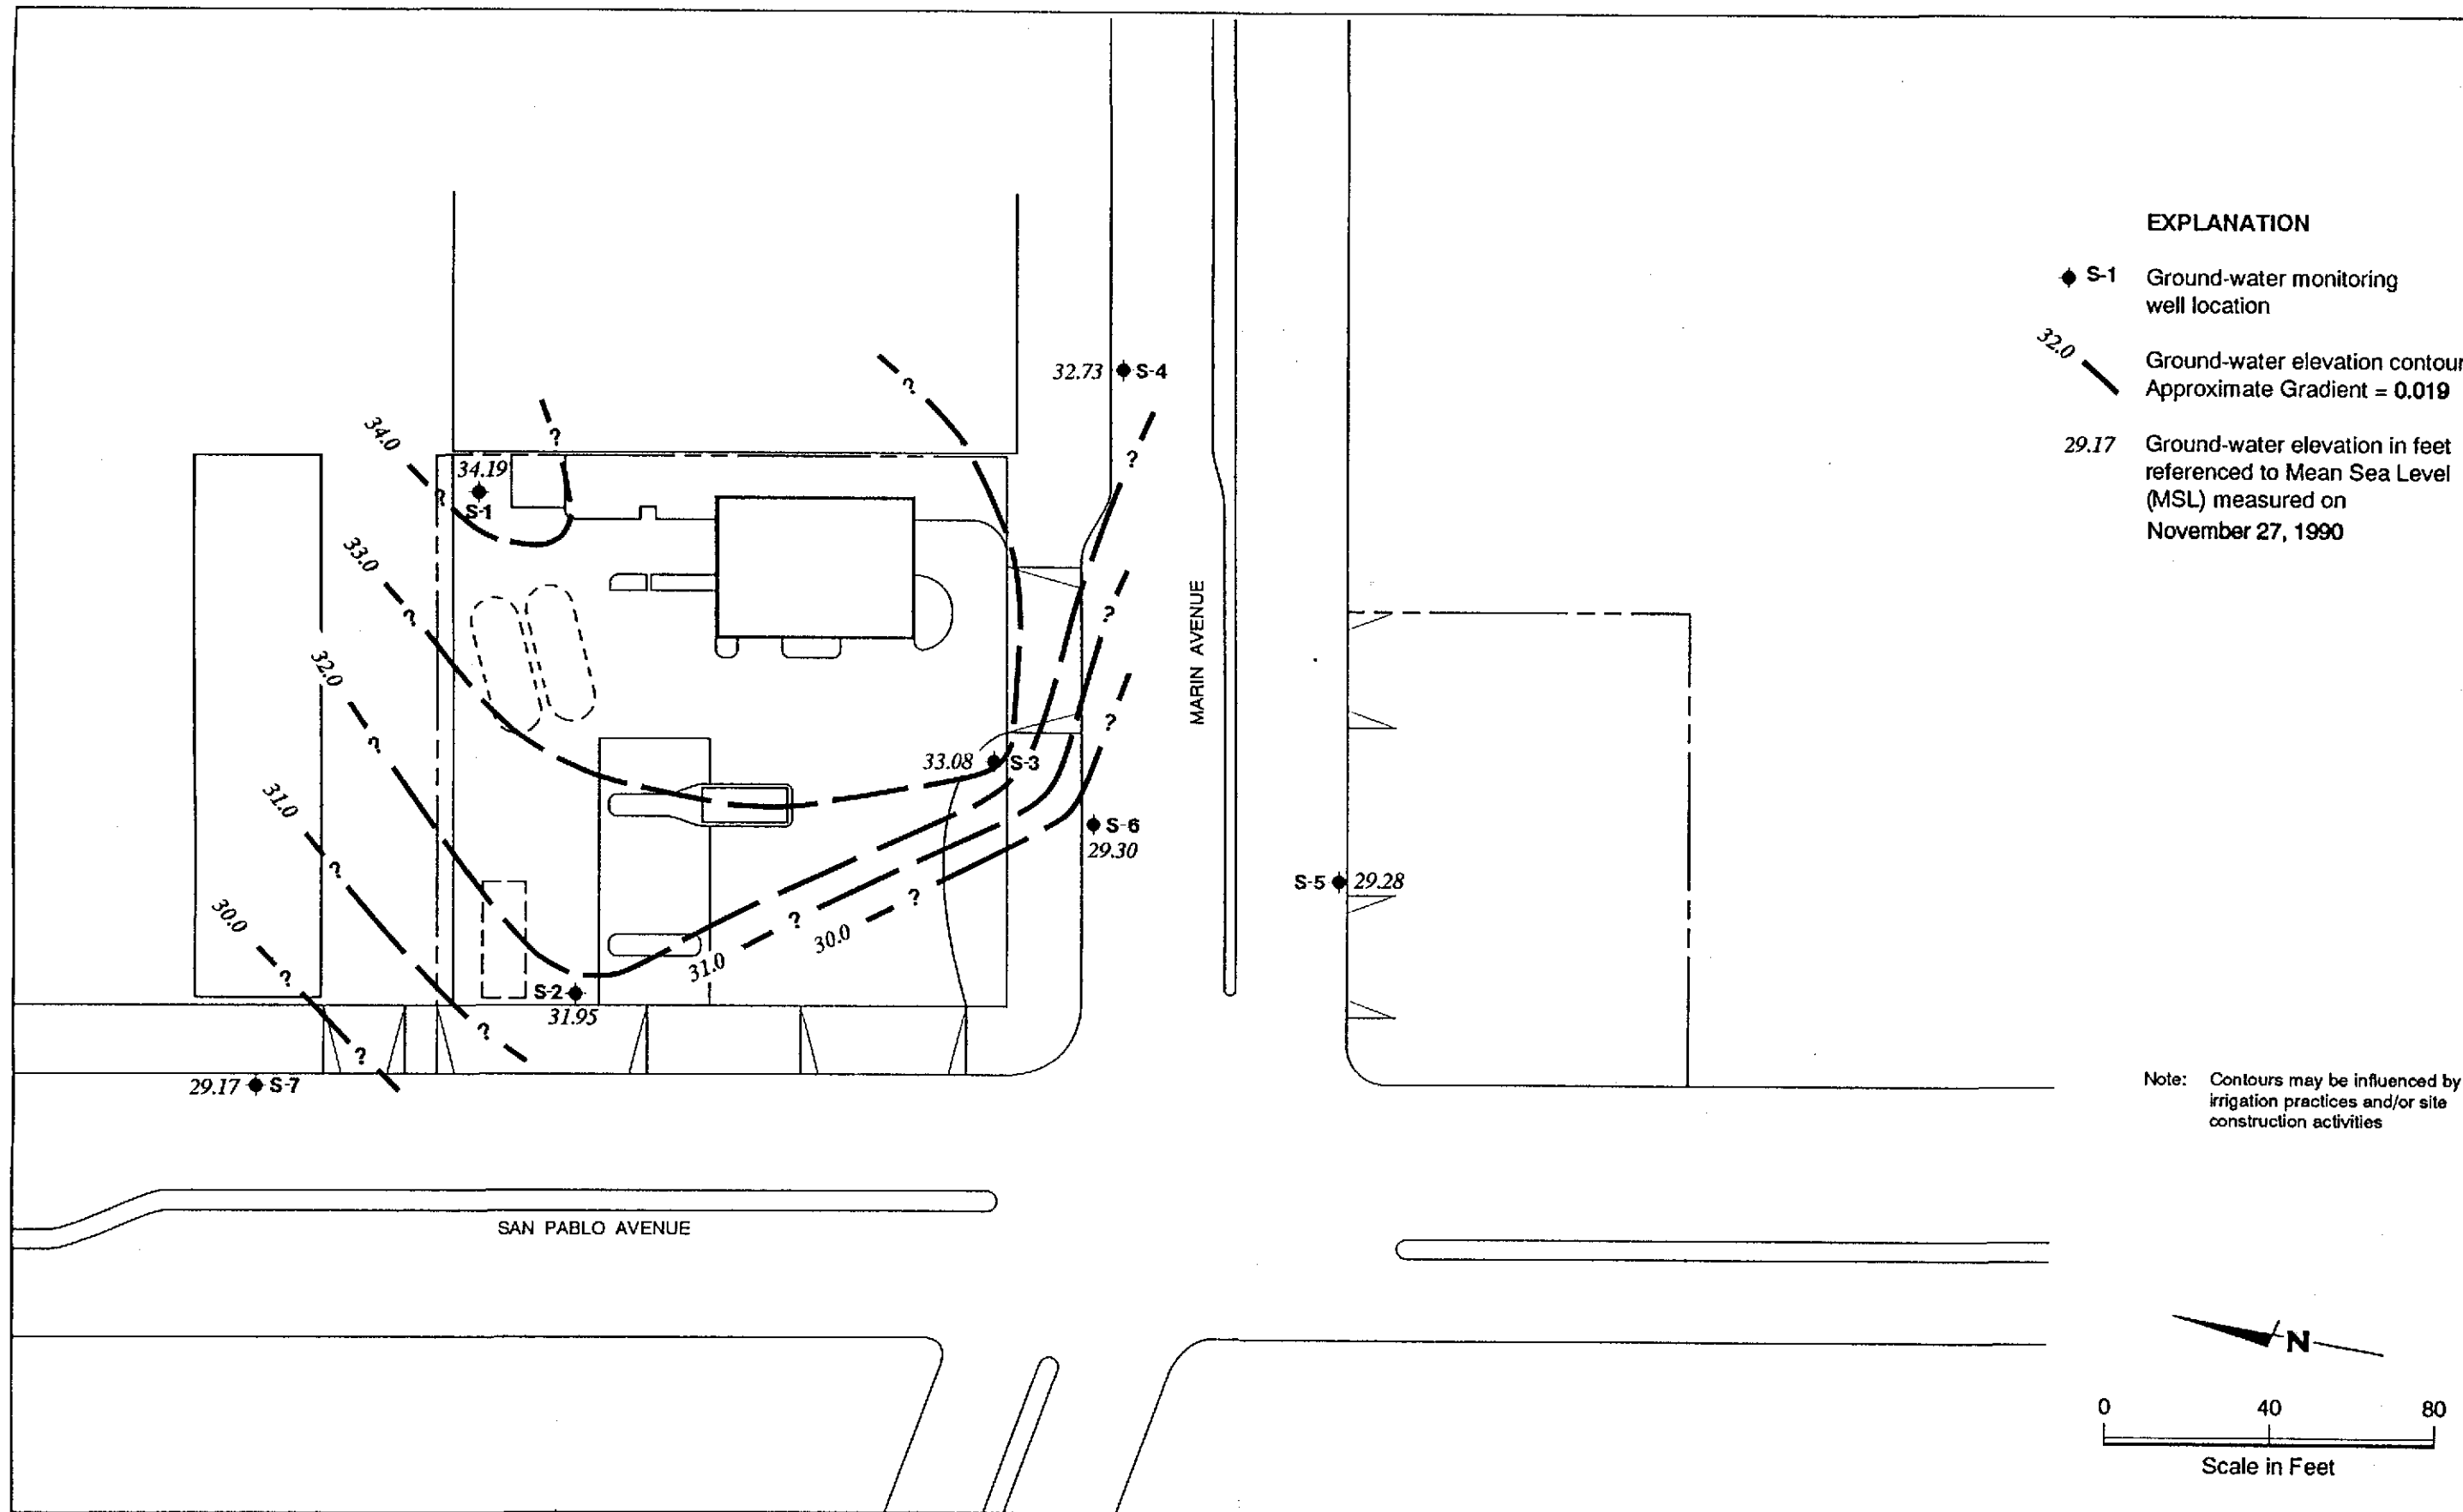 EXPLANATION
S-1 Ground-water monitoring
well location
32.0 Ground-water elevation contour
Approximate Gradient = 0.019
29.17 Ground-water elevation in feet
referenced to Mean Sea Level
(MSL) measured on
November 27, 1990
32.73 S-4
?
34.0
?
?
34.19
S-1
?
?
33.0
?
?
MARIN AVENUE
32.0
?
?
33.08 S-3
31.0
S-6
29.30
?
S-5 29.28
?
30.0
?
30.0
31.0
?
S-2
31.95
?
?
29.17 S-7
Note: Contours may be influenced by
irrigation practices and/or site
construction activities
SAN PABLO AVENUE
N
0 40 80
Scale in Feet